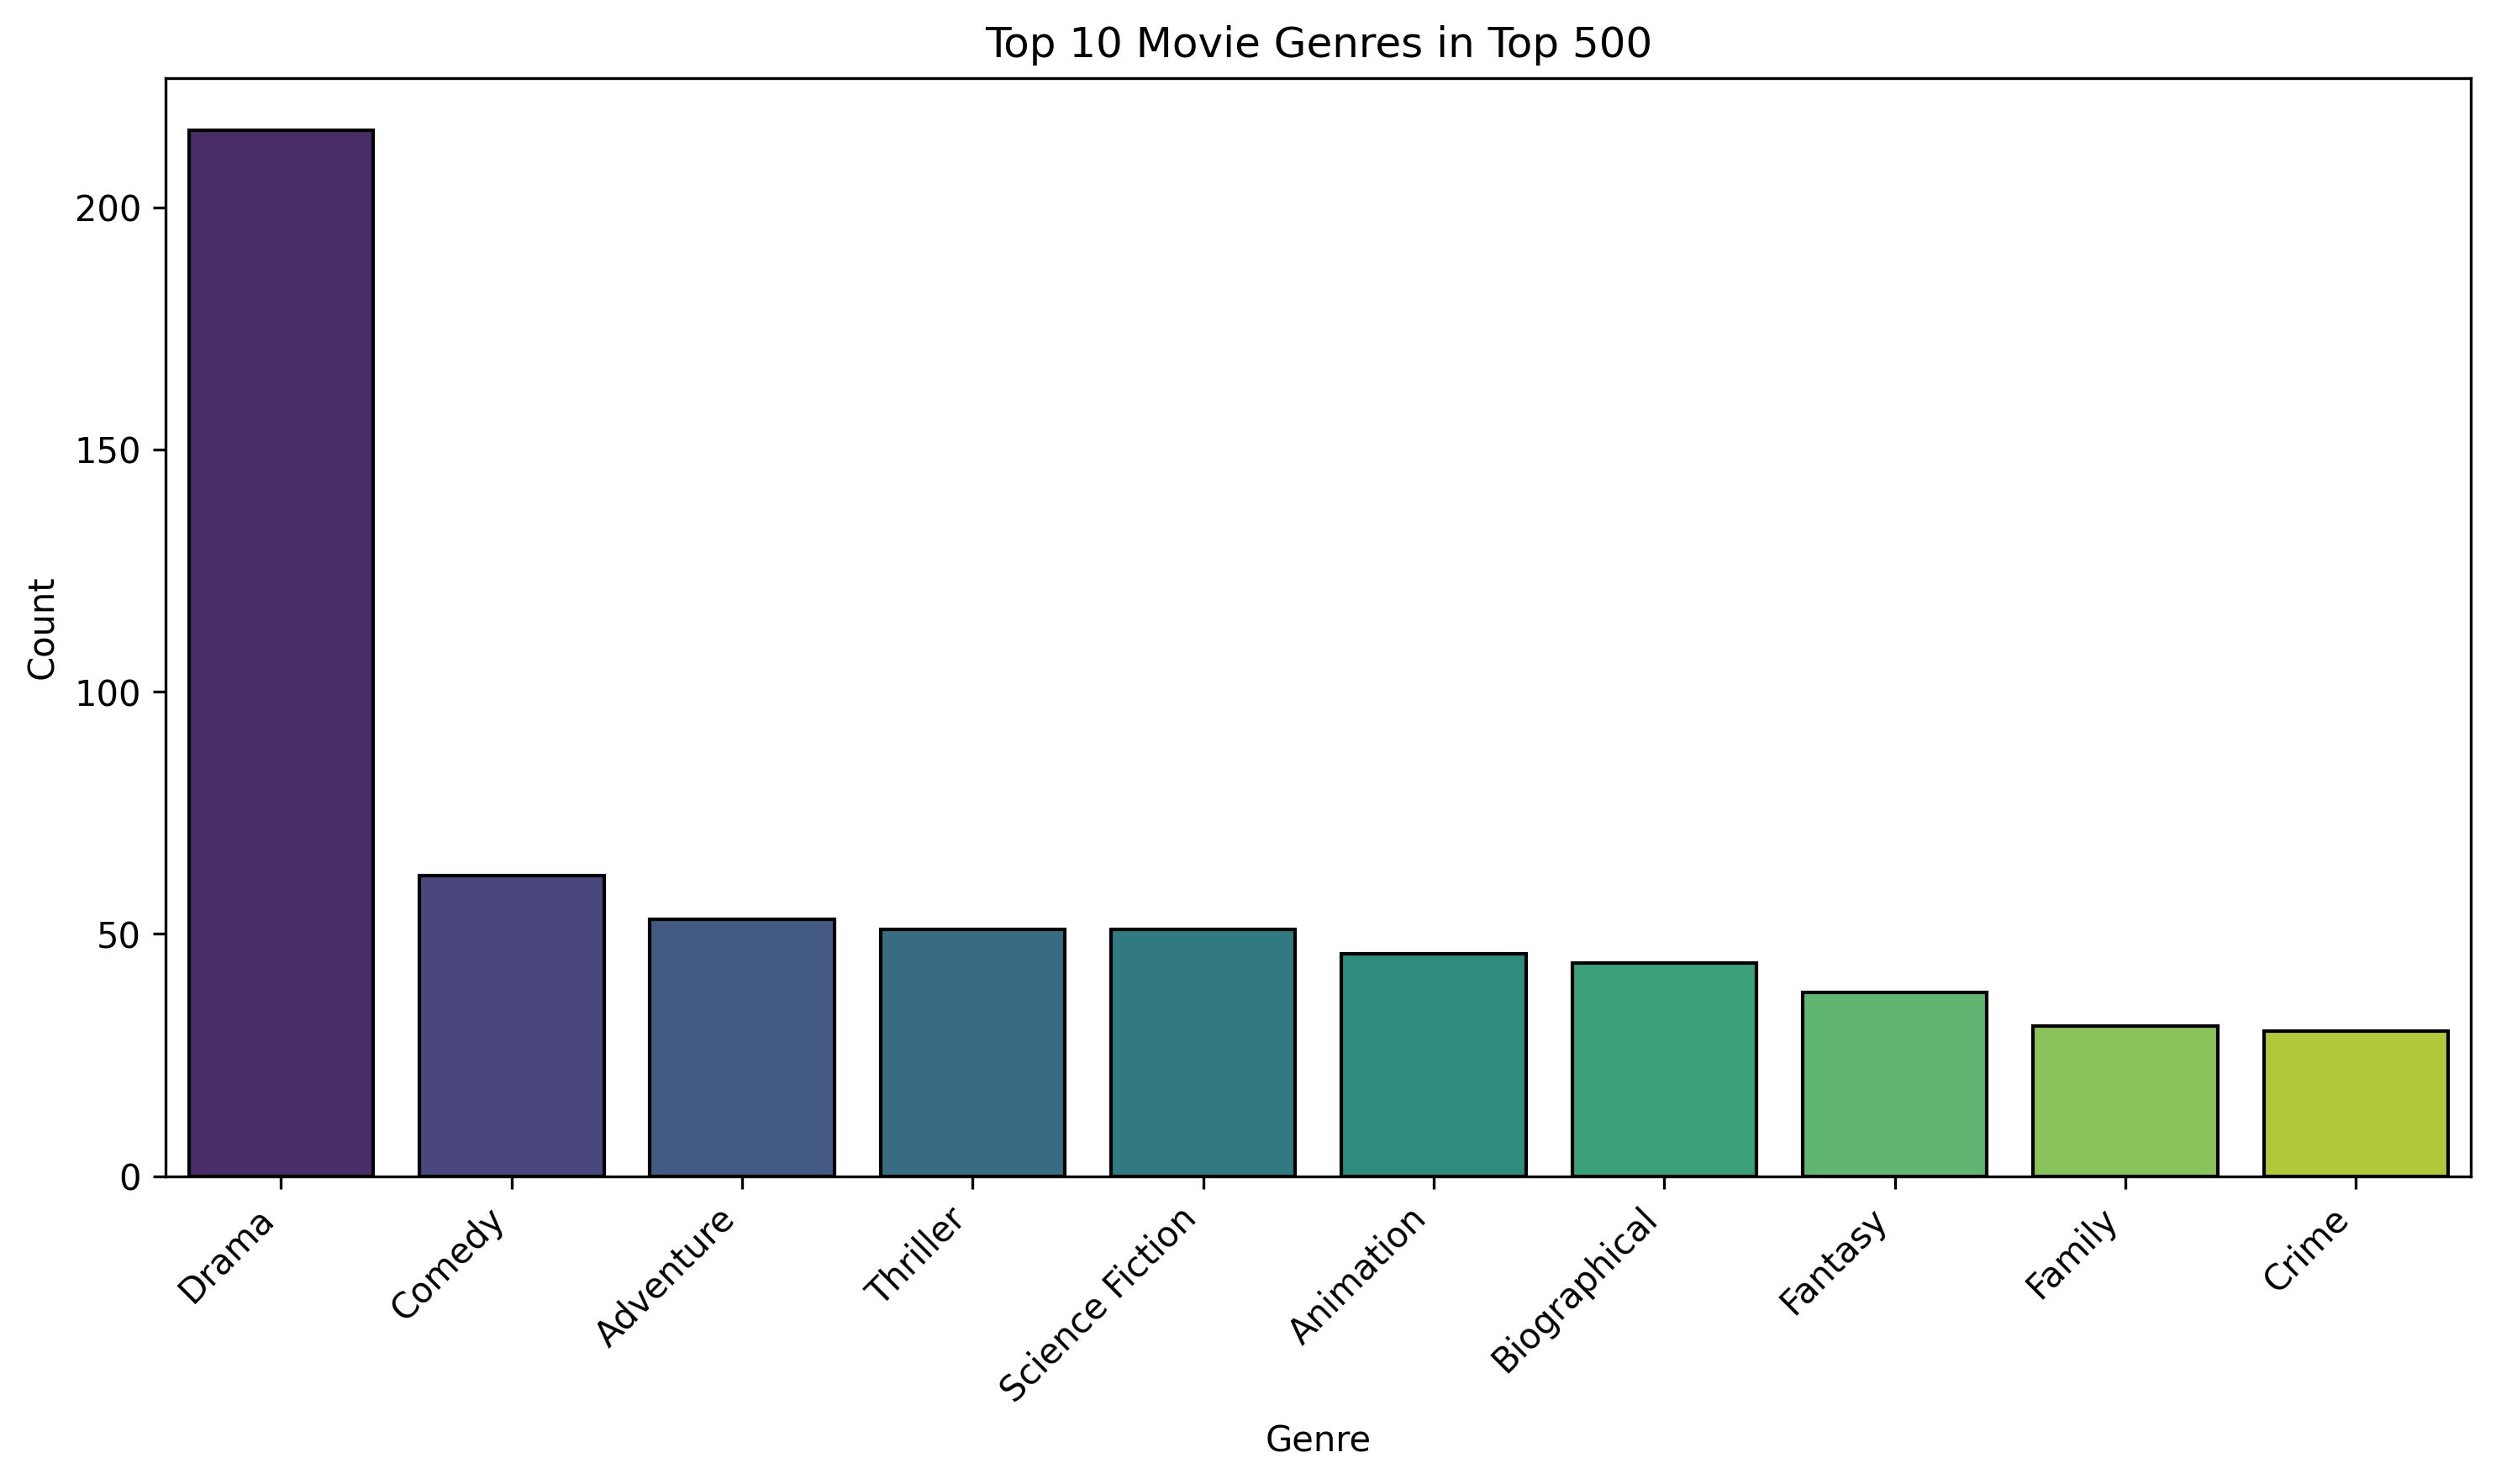 Top 10 Movie Genres in Top 500
Count
200
150
100
50
0
Drama
Comedy
Adventure
Thriller
Science Fiction
Animation
Biographical
Fantasy
Family
Crime
Genre